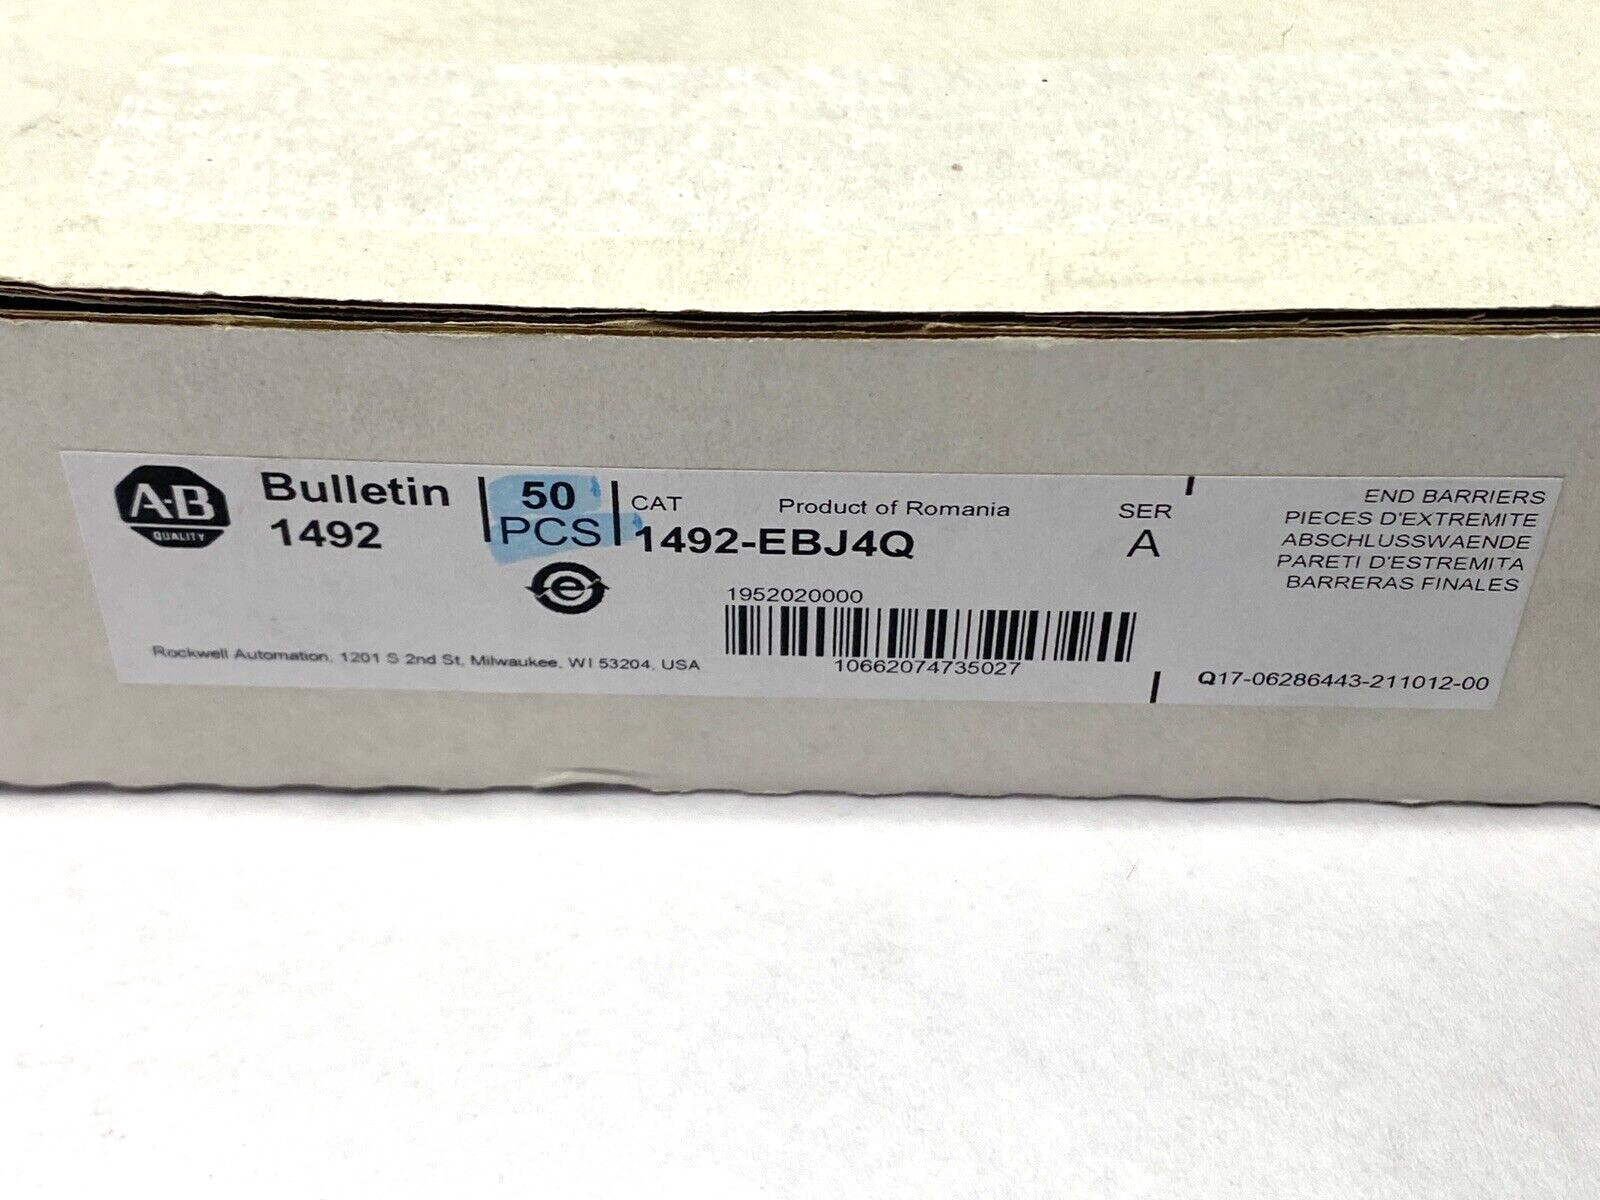 A-B
QUALITY
Bulletin
1492
50
PCS
CAT
Product of Romania
SER
1492-EBJ4Q
A
e
1952020000
10662074735027
Rockwell Automation, 1201 S 2nd St, Milwaukee, WI 53204, USA
END BARRIERS
PIECES D'EXTREMITE
ABSCHLUSSWAENDE
PARETI D'ESTREMITA
BARRERAS FINALES
Q17-06286443-211012-00